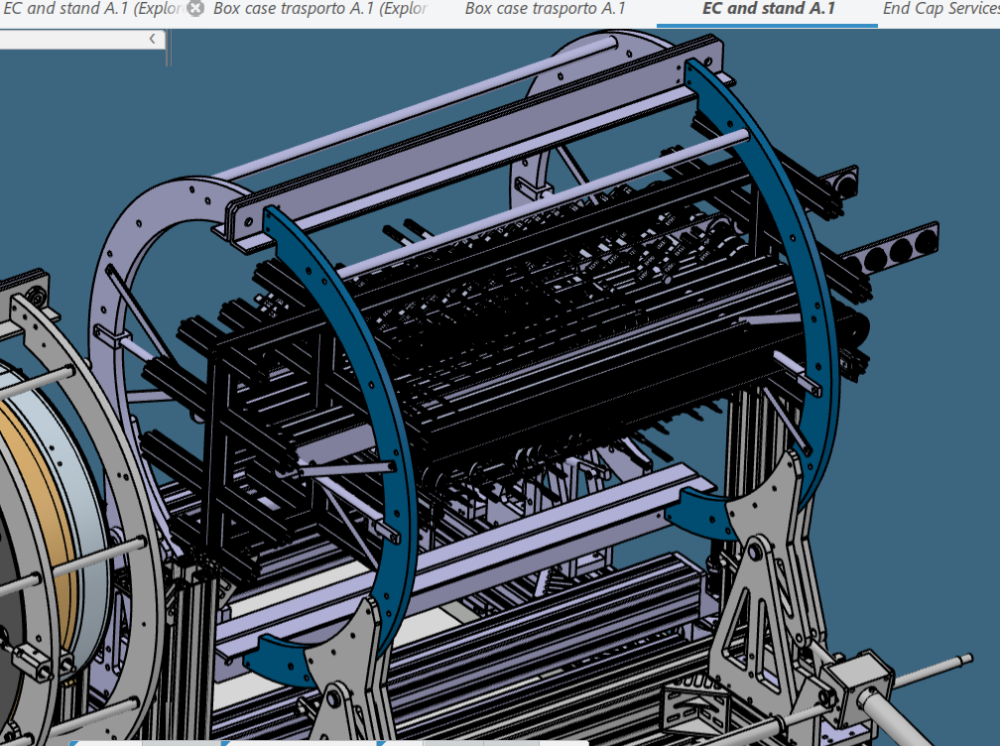 EC and stand A.1 (Explor
Box case trasporto A.1 (Explor
Box case trasporto A.1
EC and stand A.1
End Cap Services